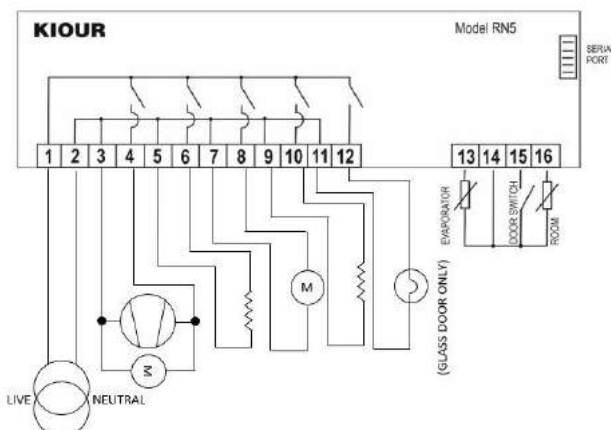 KIOUR
Model RN5
SERIA
PORT
1 2 3 4 5 6 7 8 9 10 11 12
13 14 15 16
EVAPORATOR
DOOR SWITCH
ROOM
M
M
(GLASS DOOR ONLY)
LIVE
NEUTRAL